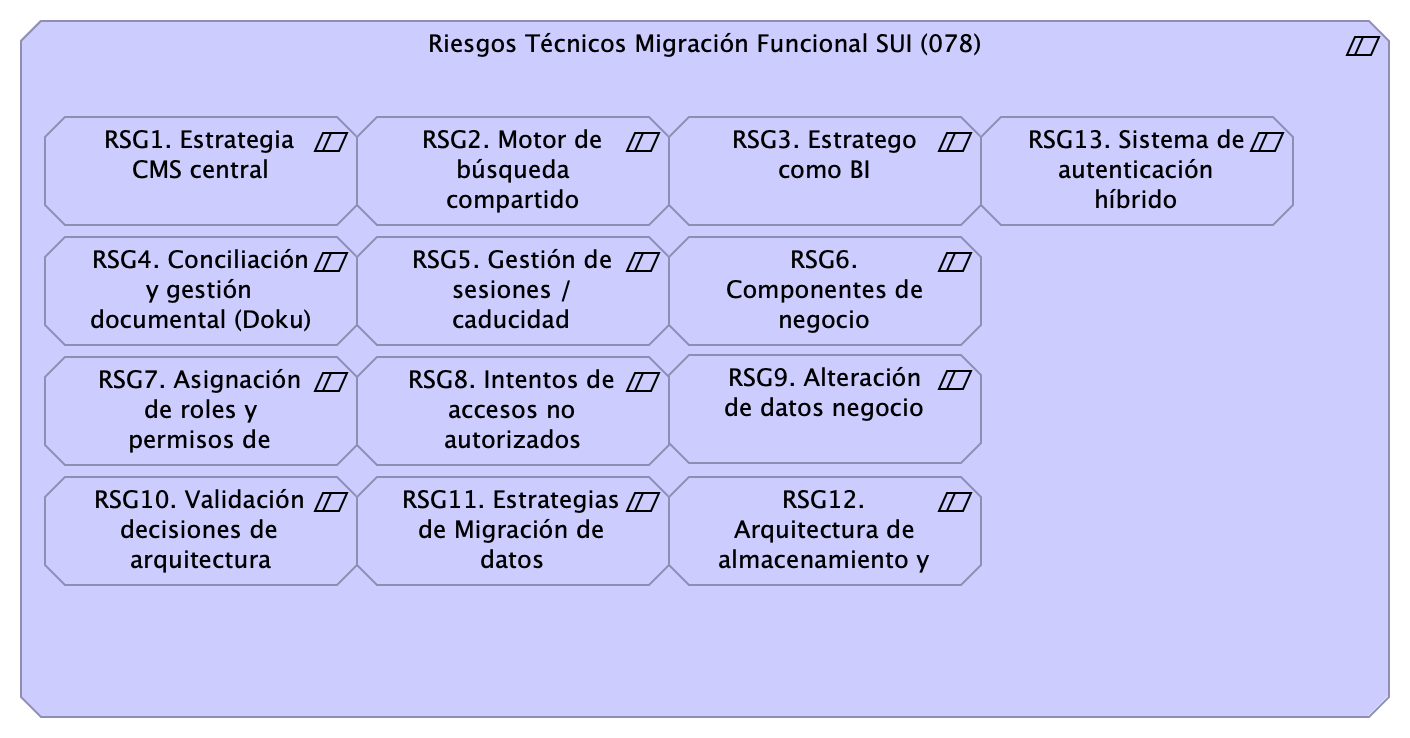 Riesgos Técnicos Migración Funcional SUI (078)
RSG1. Estrategia
CMS central
RSG2. Motor de
búsqueda
compartido
RSG3. Estratego
como BI
RSG13. Sistema de
autenticación
híbrido
RSG4. Conciliación
y gestión
documental (Doku)
RSG5. Gestión de
sesiones /
caducidad
RSG6.
Componentes de
negocio
RSG7. Asignación
de roles y
permisos de
RSG8. Intentos de
accesos no
autorizados
RSG9. Alteración
de datos negocio
RSG10. Validación
decisiones de
arquitectura
RSG11. Estrategias
de Migración de
datos
RSG12.
Arquitectura de
almacenamiento y